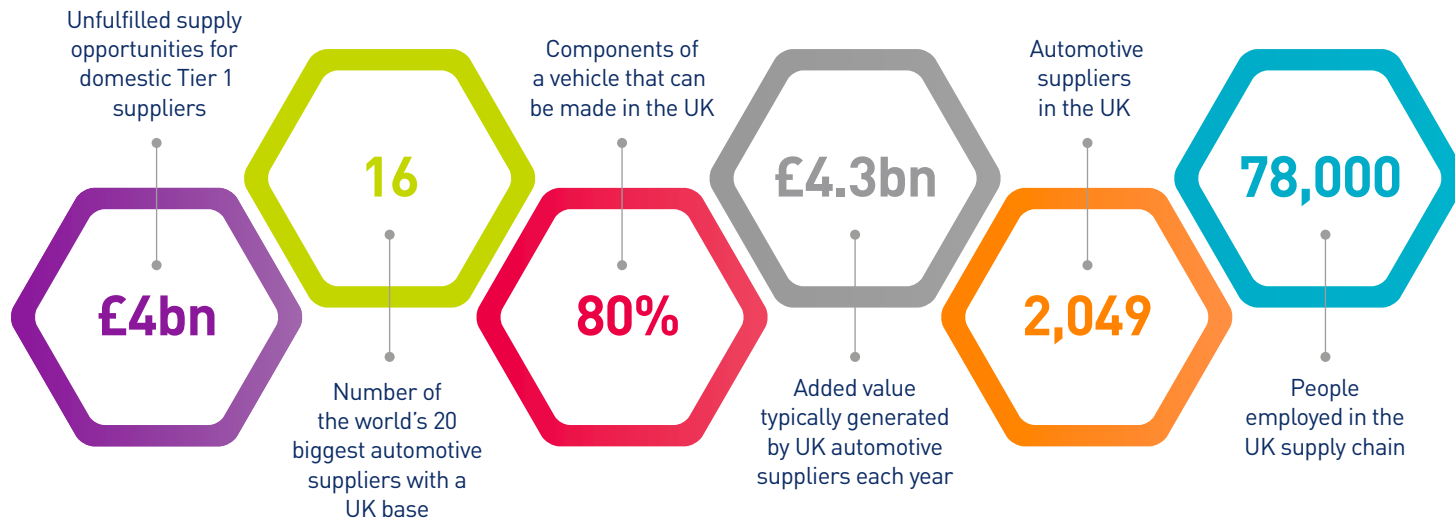 Unfulfilled supply
opportunities for
domestic Tier 1
suppliers
£4bn
16
Number of
the world's 20
biggest automotive
suppliers with a
UK base
Components of
a vehicle that can
be made in the UK
80%
£4.3bn
Added value
typically generated
by UK automotive
suppliers each year
Automotive
suppliers
in the UK
2,049
78,000
People
employed in the
UK supply chain